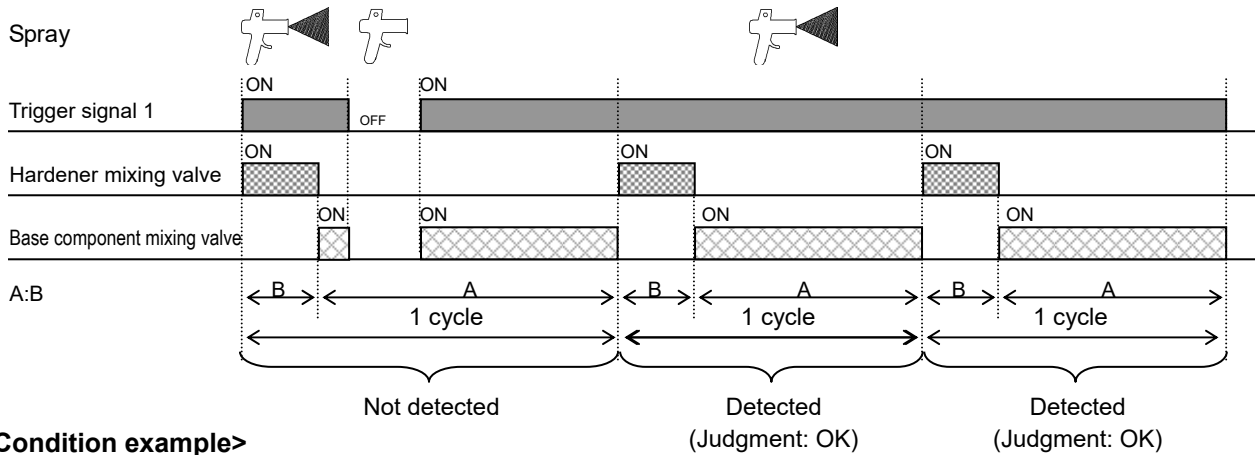 Spray
ON ON
Trigger signal 1 OFF
ON ON ON
Hardener mixing valve
ON ON ON ON
Base component mixing valve
A:B B A B A B A
1 cycle 1 cycle 1 cycle
Not detected Detected Detected
(Judgment: OK) (Judgment: OK)
Condition example>